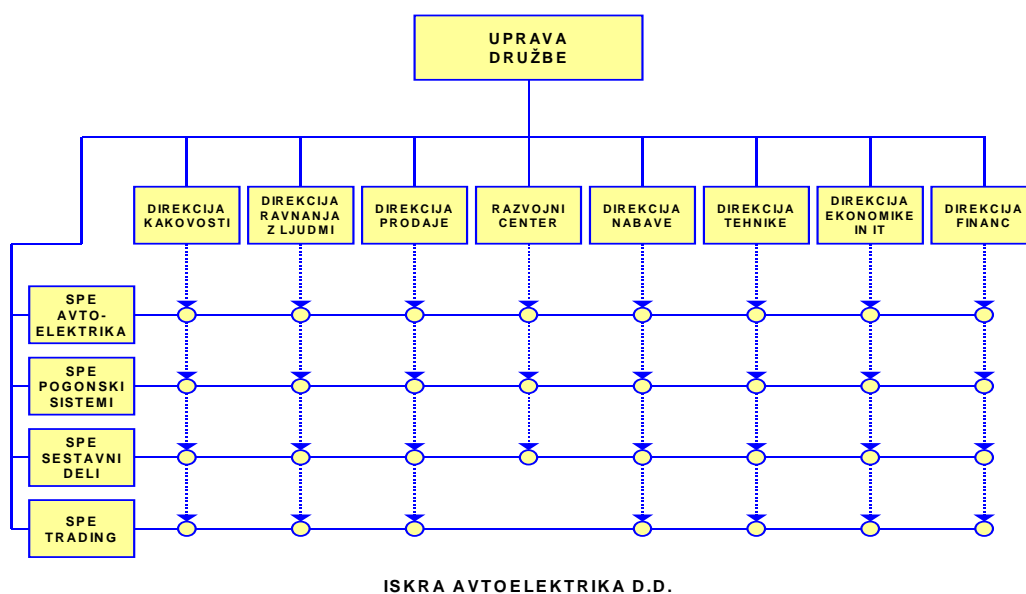 UPRAVA
DRUŽBE
DIREKCIJA
KAKOVOSTI
DIREKCIJA
RAVNANJA
Z LJUDMI
DIREKCIJA
PRODAJE
RAZVOJNI
CENTER
DIREKCIJA
NABAVE
DIREKCIJA
TEHNIKE
DIREKCIJA
EKONOMIKE
IN IT
DIREKCIJA
FINANC
SPE
AVTO-
ELEKTRIKA
SPE
POGONSKI
SISTEMI
SPE
SESTAVNI
DELI
SPE
TRADING
ISKRA AVTOELEKTRIKA D.D.